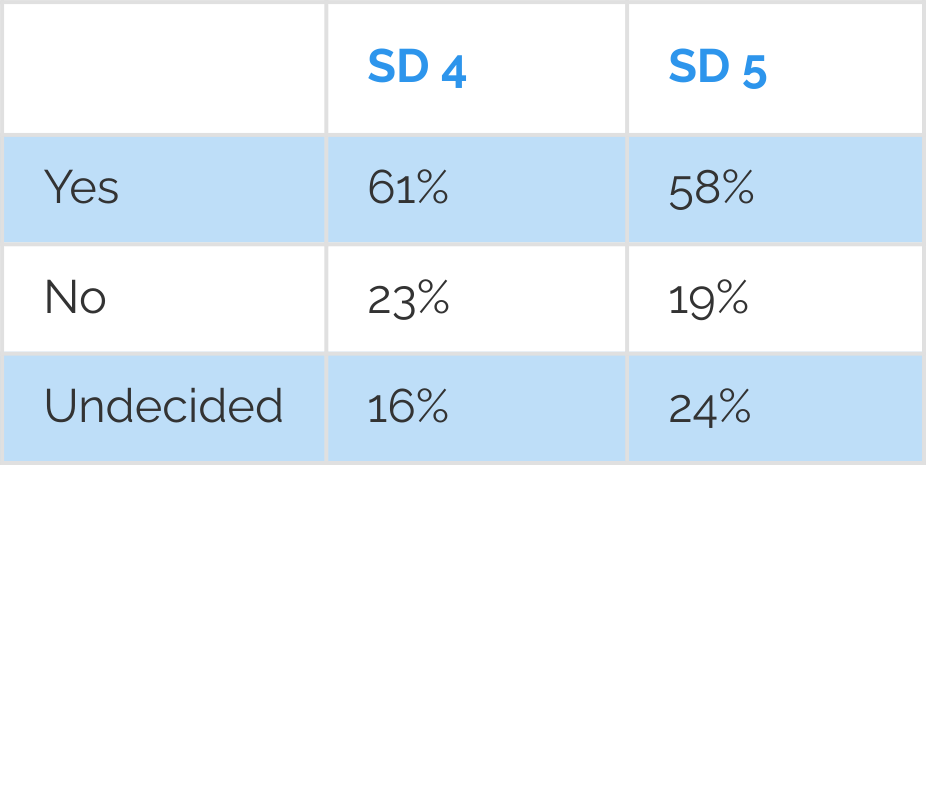 SD 4 SD 5
Yes 61% 58%
No 23% 19%
Undecided 16% 24%